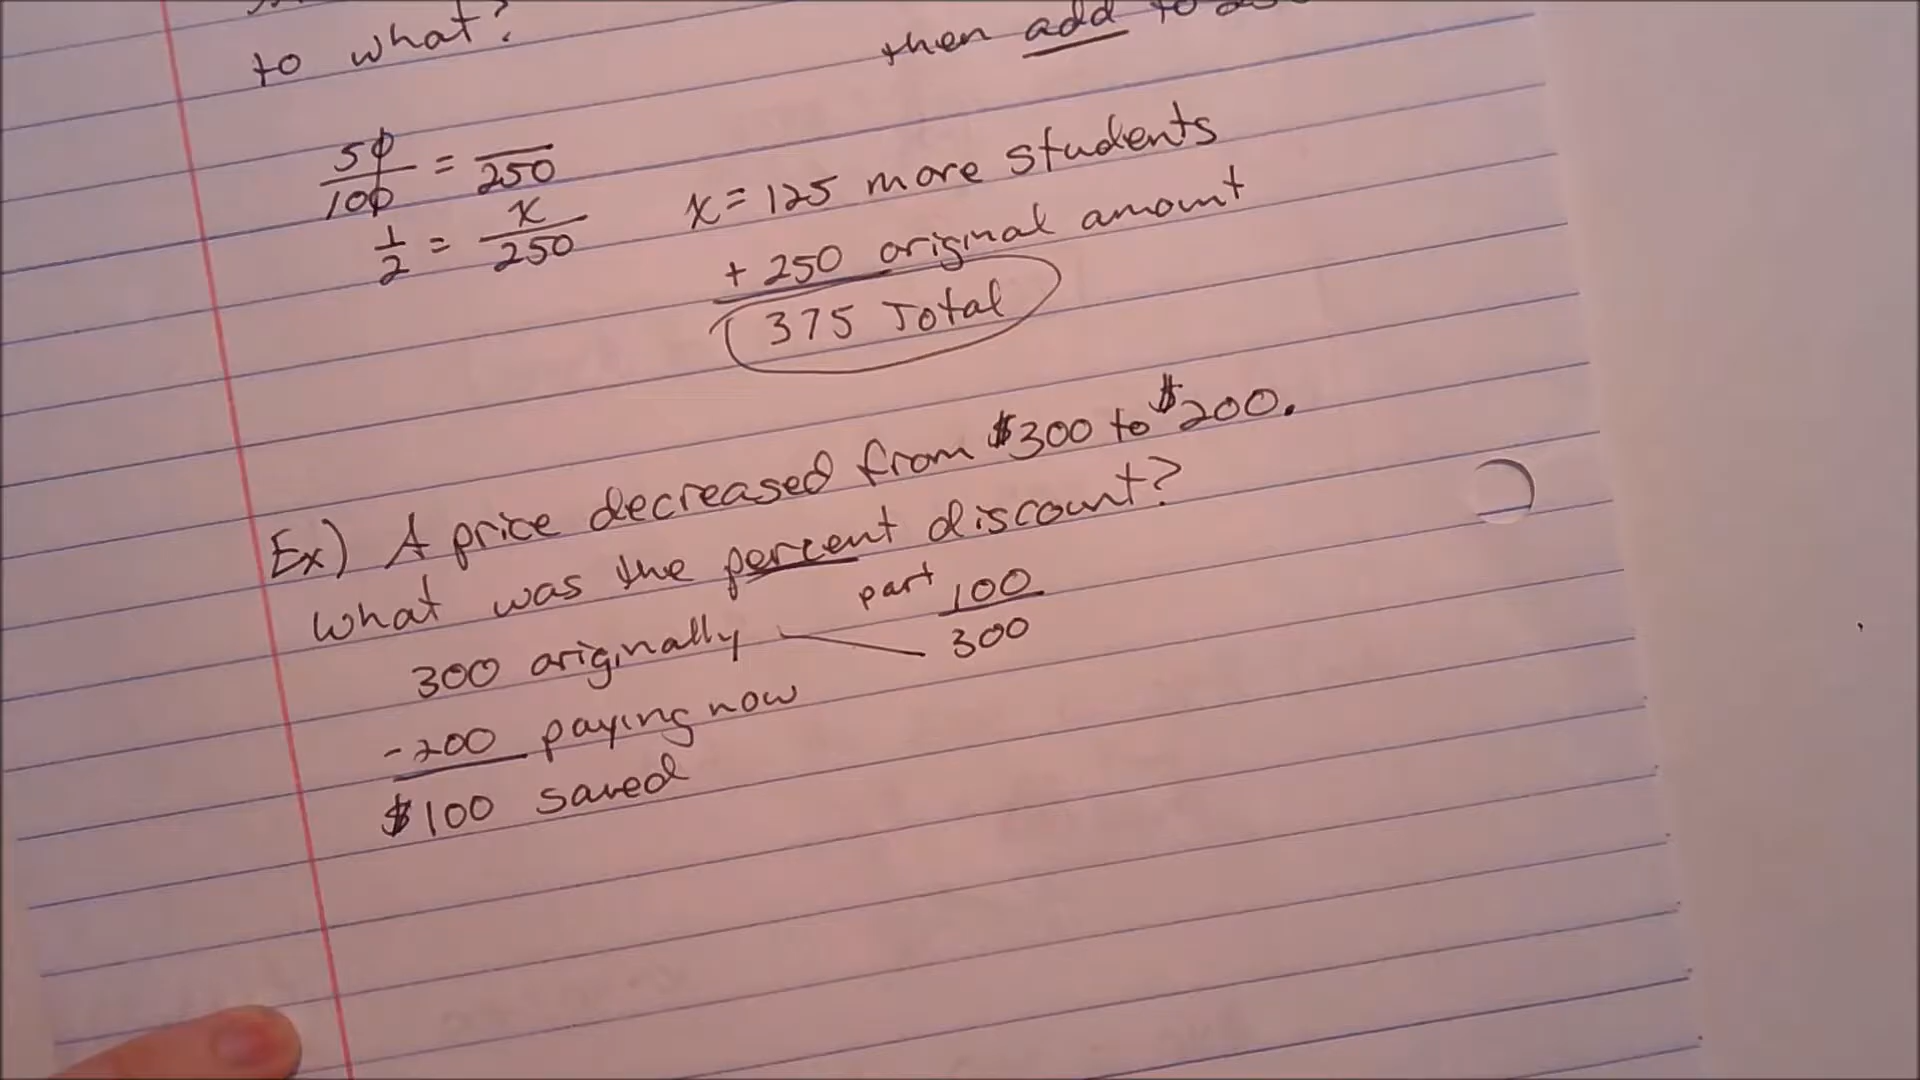 to what?
then add to
50/100 = /250
1/2 = x/250
x = 125 more students
+ 250 original amount
375 Total
Ex) A price decreased from $300 to $200.
What was the percent discount?
part 100/300
300 originally
- 200 paying now
$100 saved